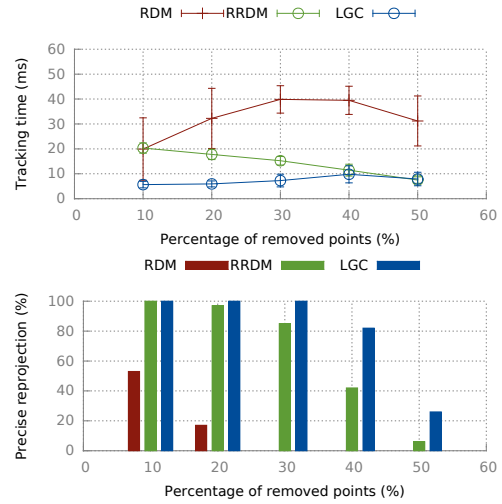 RDM RRDM LGC
60
50
40
30
20
10
0
0 10 20 30 40 50 60
Tracking time (ms)
Percentage of removed points (%)
RDM RRDM LGC
100
80
60
40
20
0
0 10 20 30 40 50 60
Precise reprojection (%)
Percentage of removed points (%)